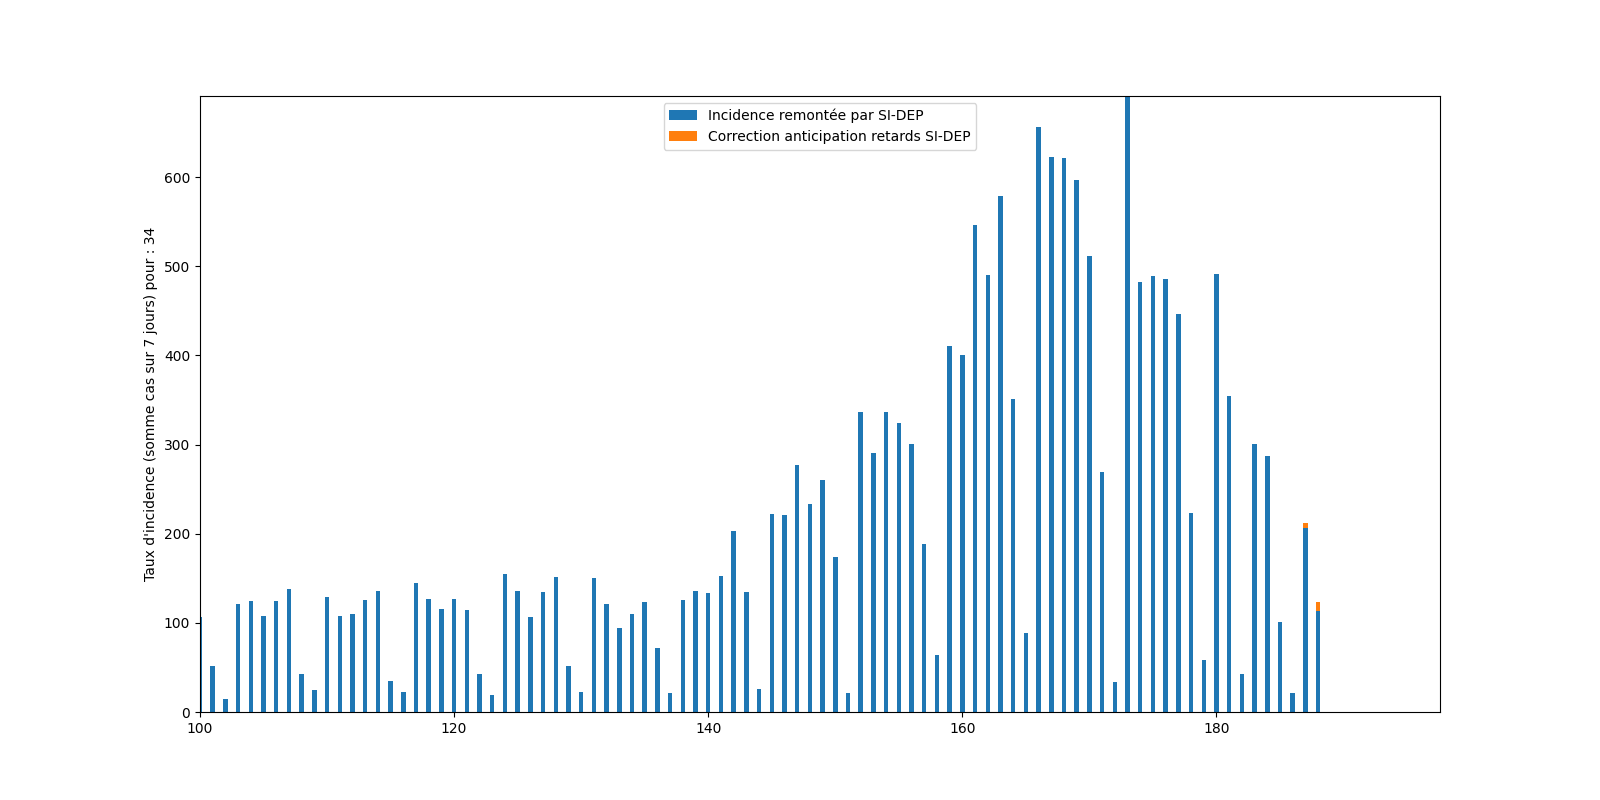 Incidence remontée par SI-DEP
Correction anticipation retards SI-DEP
Taux d'incidence (somme cas sur 7 jours) pour : 34
600
500
400
300
200
100
0
100 120 140 160 180